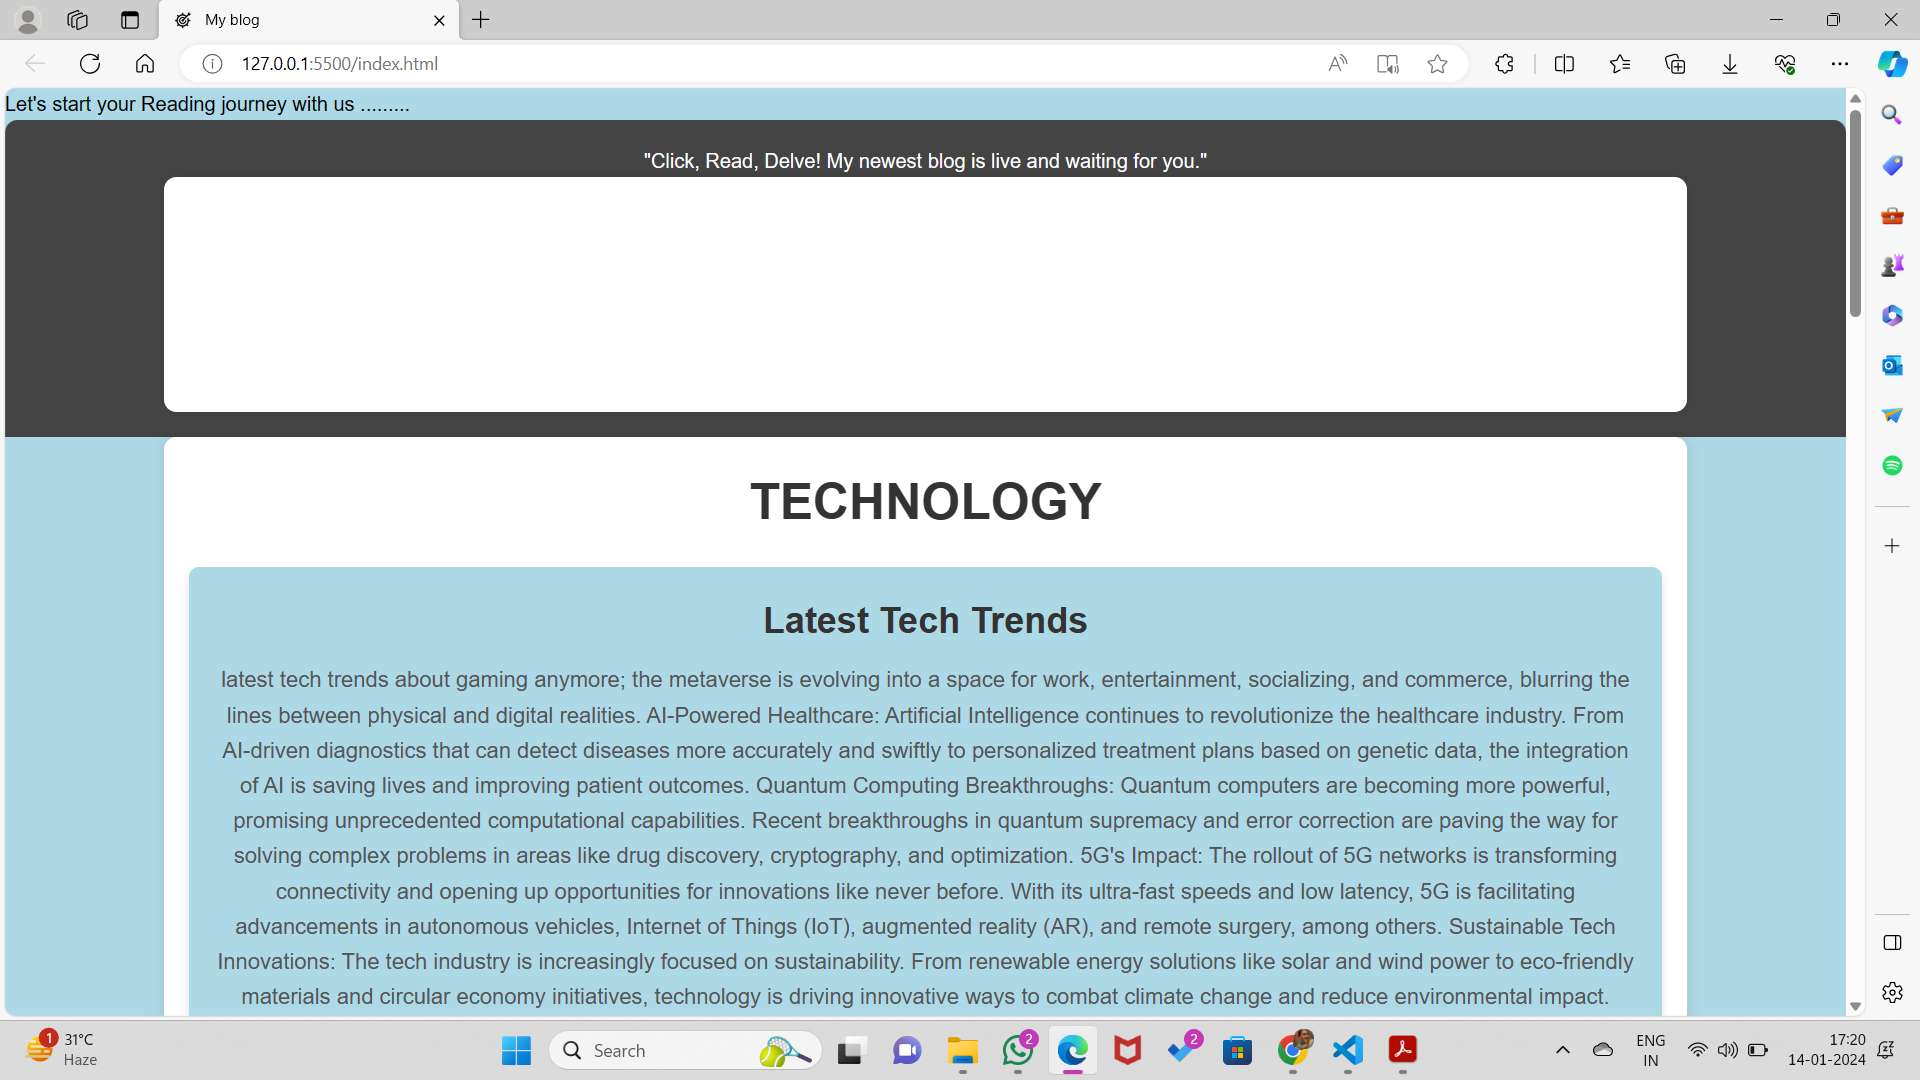 My blog
127.0.0.1:5500/index.html
Let's start your Reading journey with us .........
"Click, Read, Delve! My newest blog is live and waiting for you."
TECHNOLOGY
Latest Tech Trends
latest tech trends about gaming anymore; the metaverse is evolving into a space for work, entertainment, socializing, and commerce, blurring the
lines between physical and digital realities. AI-Powered Healthcare: Artificial Intelligence continues to revolutionize the healthcare industry. From
AI-driven diagnostics that can detect diseases more accurately and swiftly to personalized treatment plans based on genetic data, the integration
of AI is saving lives and improving patient outcomes. Quantum Computing Breakthroughs: Quantum computers are becoming more powerful,
promising unprecedented computational capabilities. Recent breakthroughs in quantum supremacy and error correction are paving the way for
solving complex problems in areas like drug discovery, cryptography, and optimization. 5G's Impact: The rollout of 5G networks is transforming
connectivity and opening up opportunities for innovations like never before. With its ultra-fast speeds and low latency, 5G is facilitating
advancements in autonomous vehicles, Internet of Things (IoT), augmented reality (AR), and remote surgery, among others. Sustainable Tech
Innovations: The tech industry is increasingly focused on sustainability. From renewable energy solutions like solar and wind power to eco-friendly
materials and circular economy initiatives, technology is driving innovative ways to combat climate change and reduce environmental impact.
1
31°C
Haze
Search
2
2
ENG
IN
17:20
14-01-2024